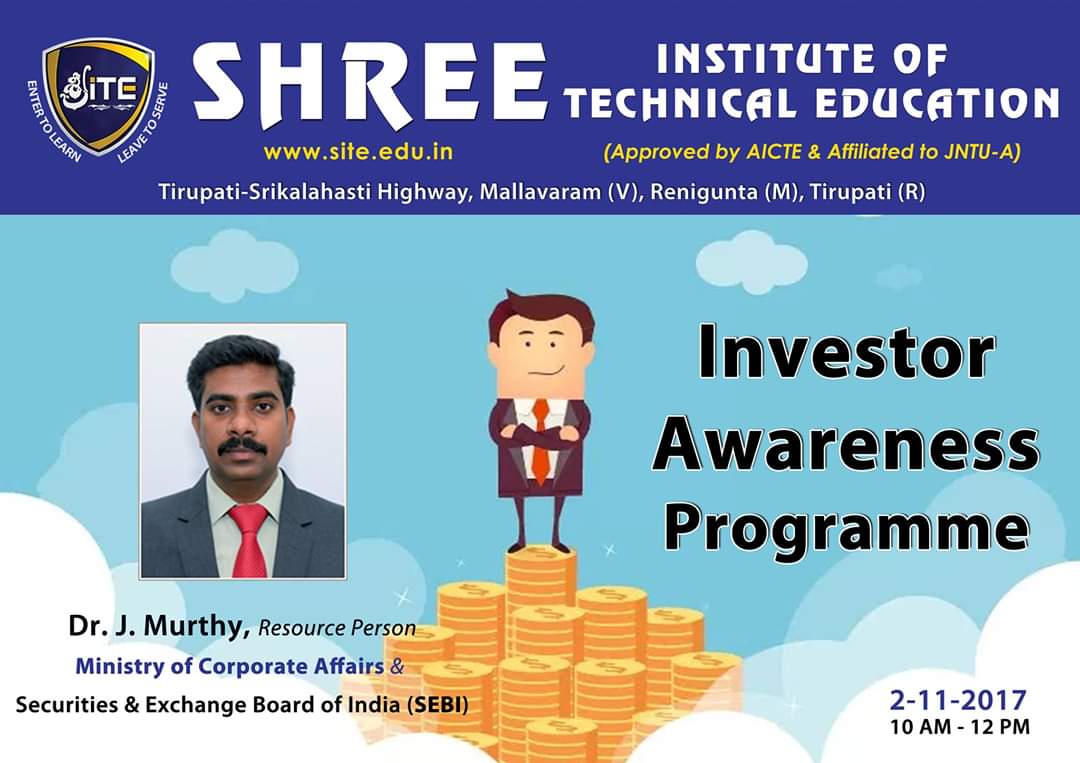 SITE
ENTER TO LEARN
LEAVE TO SERVE
SHREE
INSTITUTE OF
TECHNICAL EDUCATION
www.site.edu.in
(Approved by AICTE & Affiliated to JNTU-A)
Tirupati-Srikalahasti Highway, Mallavaram (V), Renigunta (M), Tirupati (R)
Investor
Awareness
Programme
Dr. J. Murthy, Resource Person
Ministry of Corporate Affairs &
Securities & Exchange Board of India (SEBI)
2-11-2017
10 AM - 12 PM